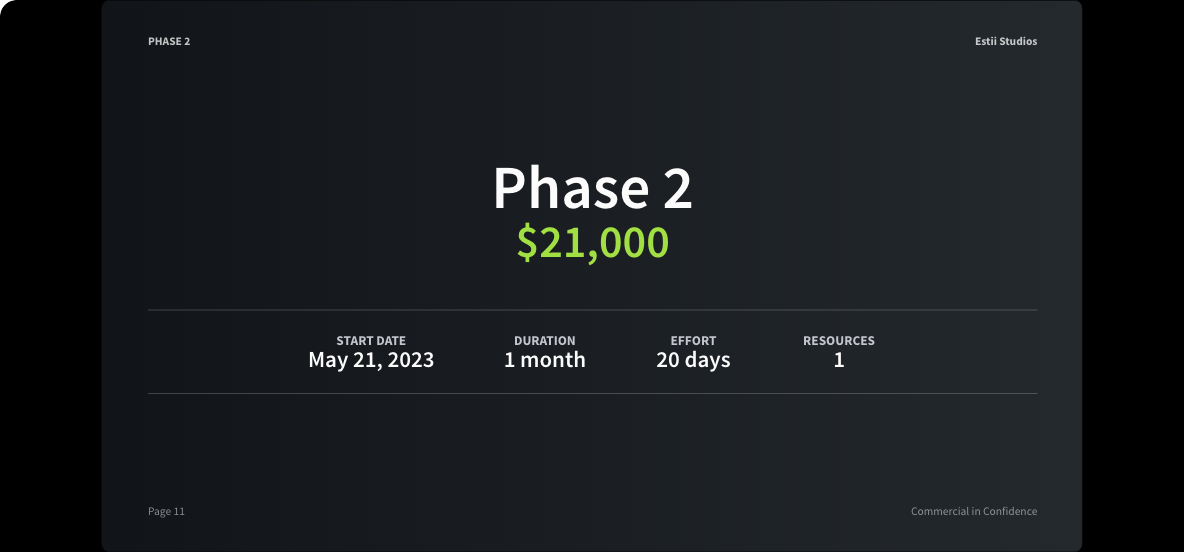 PHASE 2
Estii Studios
Phase 2
$21,000
START DATE
May 21, 2023
DURATION
1 month
EFFORT
20 days
RESOURCES
1
Page 11
Commercial in Confidence